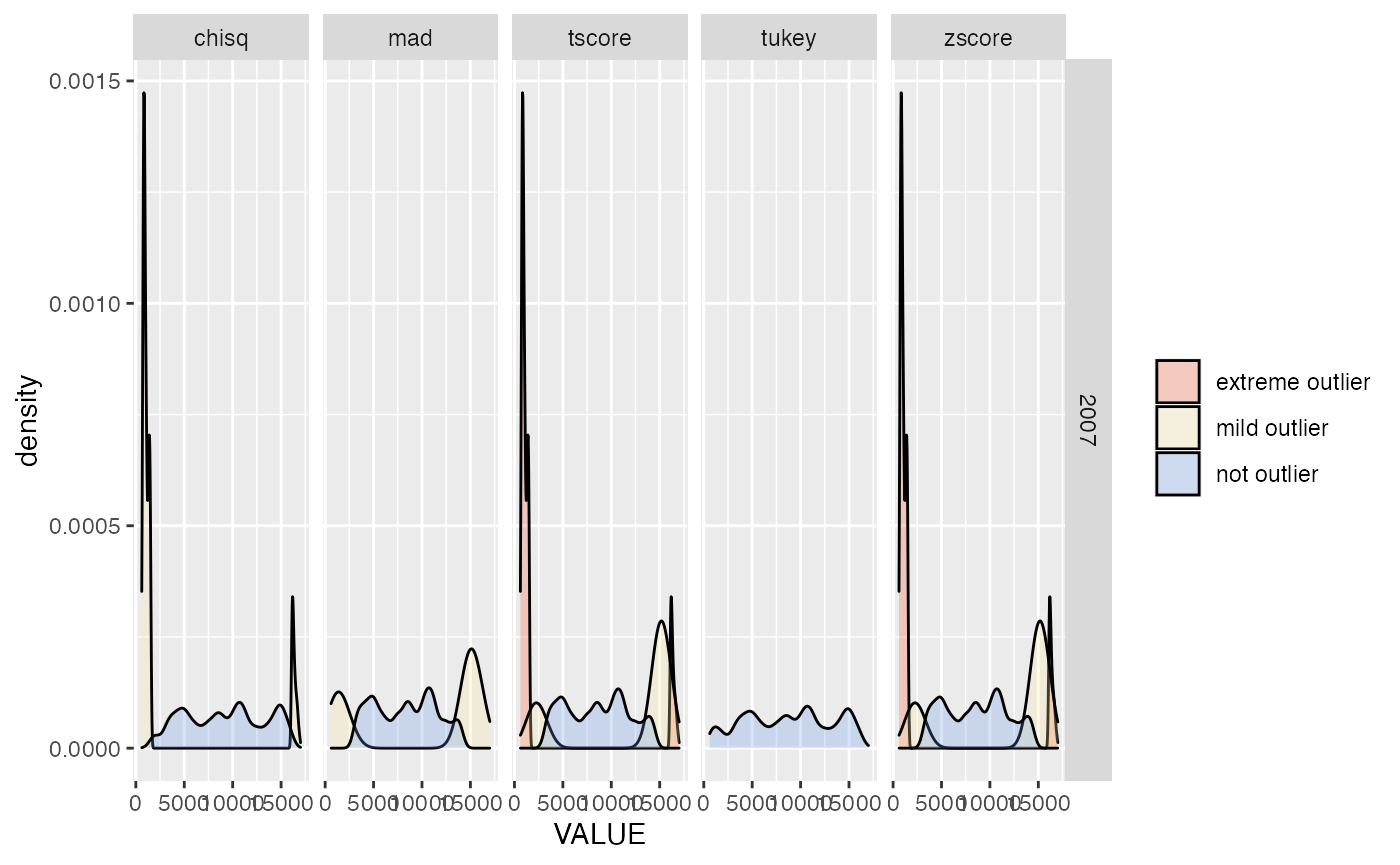 chisq mad tscore tukey zscore
0.0015
0.0010
0.0005
0.0000
density
2007
extreme outlier
mild outlier
not outlier
0 5000 10000 15000 0 5000 10000 15000 0 5000 10000 15000 0 5000 10000 15000 0 5000 10000 15000
VALUE